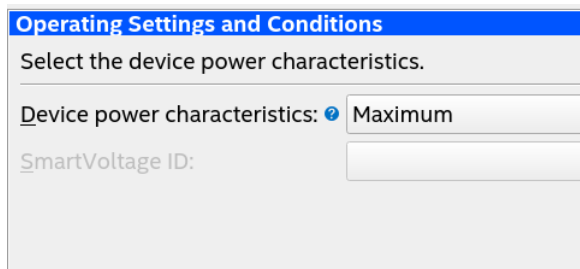 Operating Settings and Conditions
Select the device power characteristics.
Device power characteristics: ? Maximum
SmartVoltage ID: